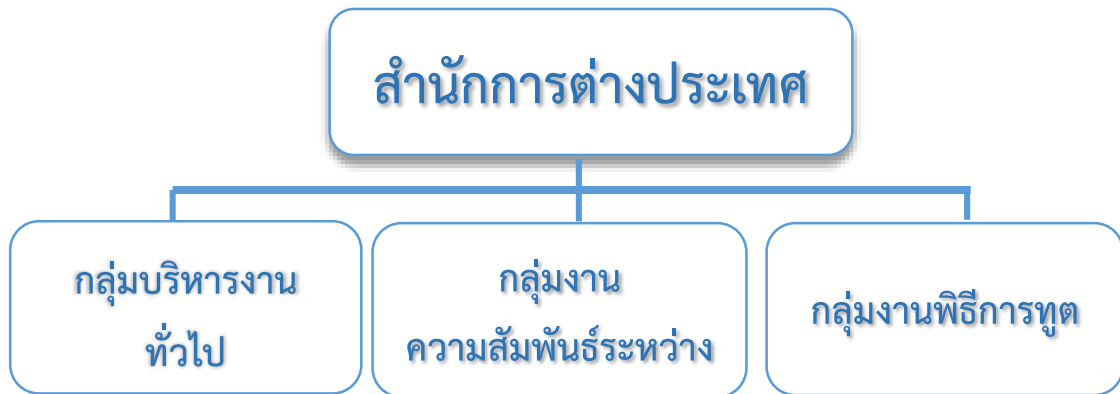 สำนักการต่างประเทศ
กลุ่มบริหารงาน
ทั่วไป
กลุ่มงาน
ความสัมพันธ์ระหว่าง
กลุ่มงานพิธีการทูต